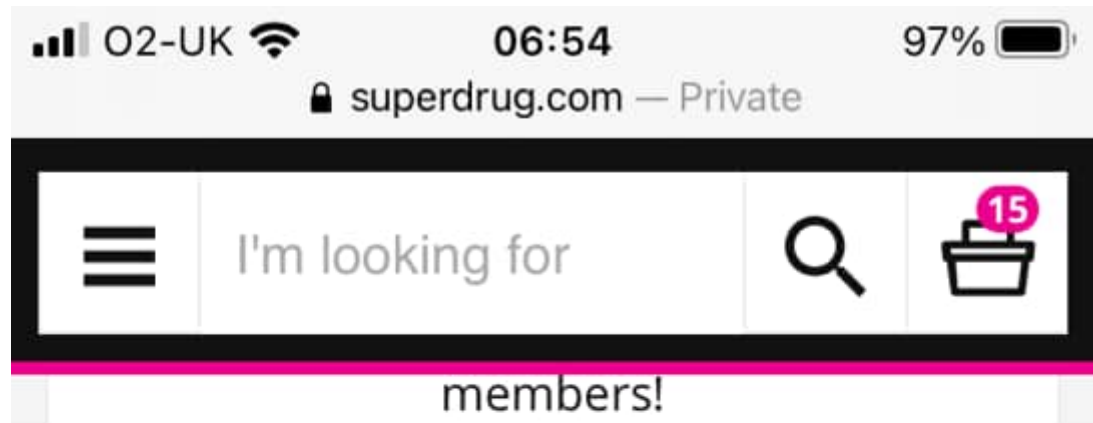 O2-UK 06:54 97%
superdrug.com — Private
15
I'm looking for
members!